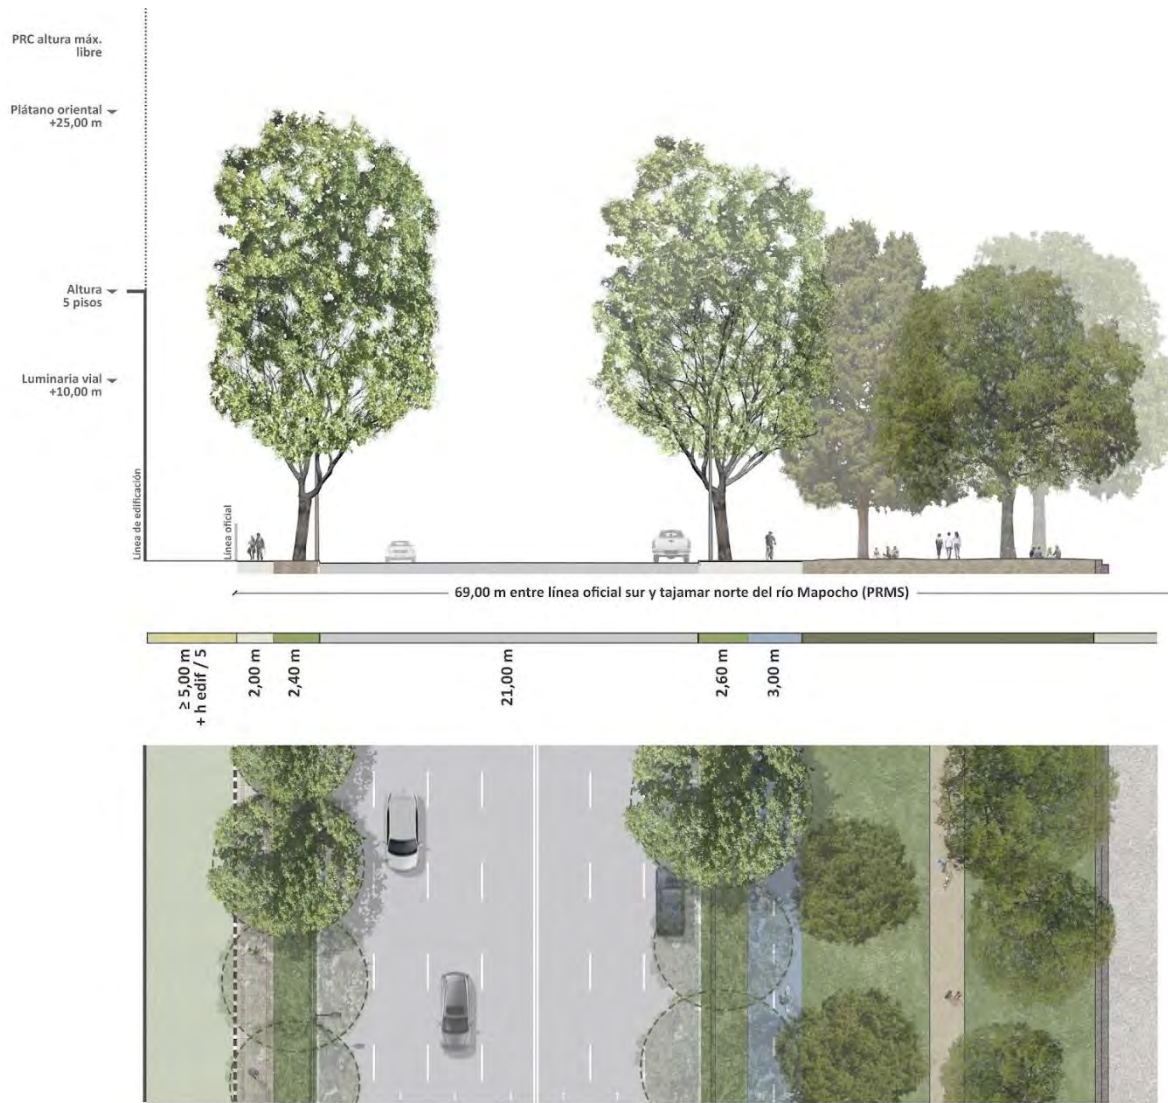 PRC altura máx.
libre
Plátano oriental
+25,00 m
Altura
5 pisos
Luminaria vial
+10,00 m
Línea de edificación
Línea oficial
69,00 m entre línea oficial sur y tajamar norte del río Mapocho (PRMS)
≥ 5,00 m
+ h edif / 5
2,00 m
2,40 m
21,00 m
2,60 m
3,00 m